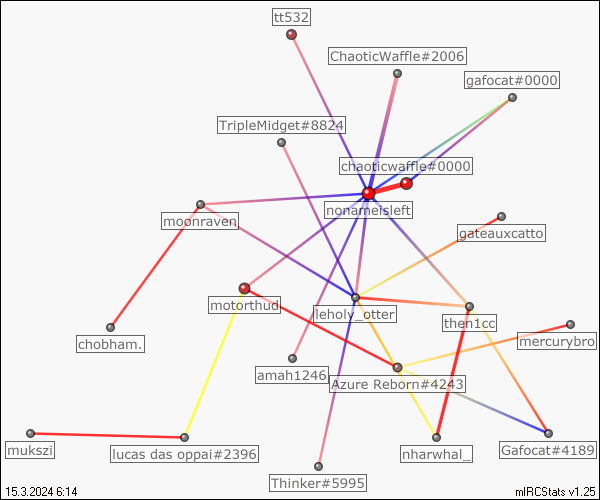 tt532
ChaoticWaffle#2006
gafocat#0000
TripleMidget#8824
chaoticwaffle#0000
nonameisleft
moonraven
gateauxcatto
motorthud
leholy_otter
then1cc
mercurybro
chobham.
amah1246
Azure Reborn#4243
mukszi
lucas das oppai#2396
nharwhal_
Gafocat#4189
Thinker#5995
15.3.2024 6:14
mIRCStats v1.25